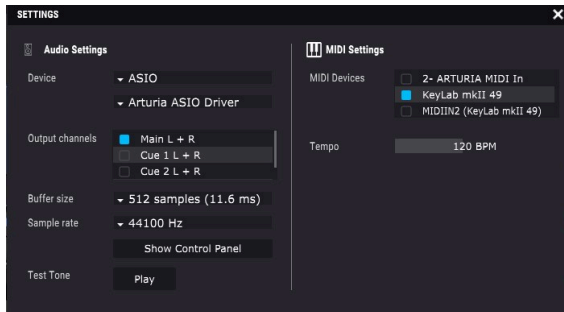 SETTINGS
Audio Settings
Device
ASIO
Arturia ASIO Driver
Output channels
Main L + R
Cue 1 L + R
Cue 2 L + R
Buffer size
512 samples (11.6 ms)
Sample rate
44100 Hz
Show Control Panel
Test Tone
Play
MIDI Settings
MIDI Devices
2- ARTURIA MIDI In
KeyLab mkII 49
MIDIIN2 (KeyLab mkII 49)
Tempo
120 BPM